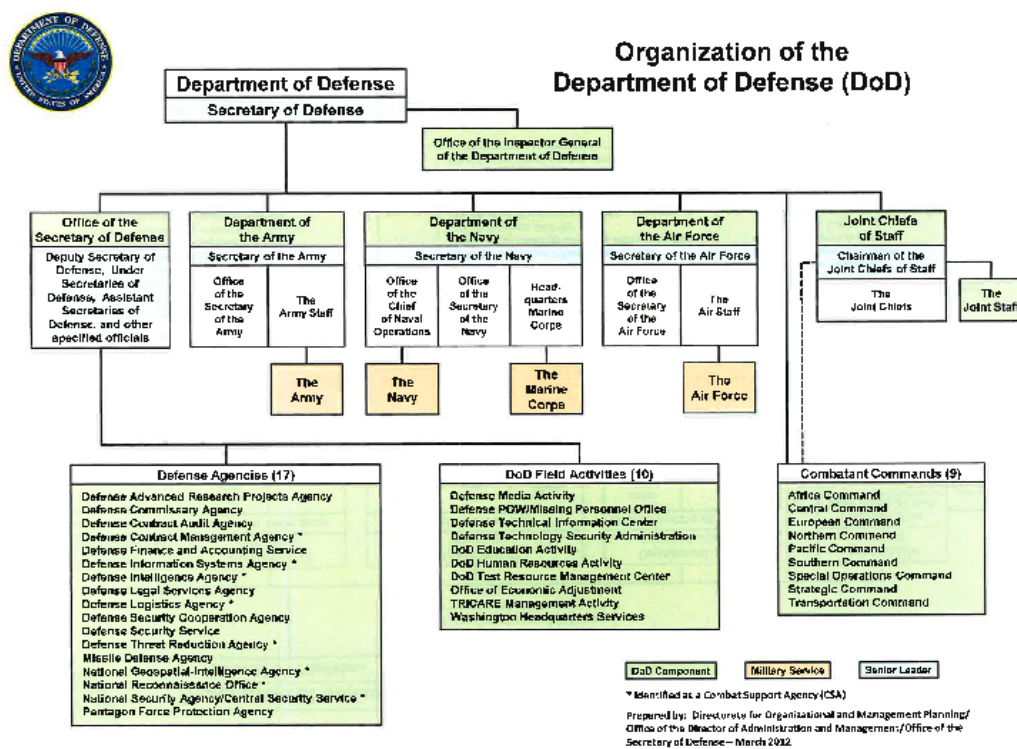 DEPARTMENT OF DEFENSE
UNITED STATES OF AMERICA
Organization of the
Department of Defense (DoD)
Department of Defense
Secretary of Defense
Office of the Inspector General
of the Department of Defense
Office of the
Secretary of Defense
Deputy Secretary of
Defense, Under
Secretaries of
Defense, Assistant
Secretaries of
Defense, and other
specified officials
Department of
the Army
Secretary of the Army
Office
of the
Secretary
of the
Army
The
Army Staff
The
Army
Department of
the Navy
Secretary of the Navy
Office
of the
Chief
of Naval
Operations
Office
of the
Secretary
of the
Navy
Head-
quarters
Marine
Corps
The
Navy
The
Marine
Corps
Department of
the Air Force
Secretary of the Air Force
Office
of the
Secretary
of the
Air Force
The
Air Staff
The
Air Force
Joint Chiefs
of Staff
Chairman of the
Joint Chiefs of Staff
The
Joint Chiefs
The
Joint Staff
Defense Agencies (17)
Defense Advanced Research Projects Agency
Defense Commissary Agency
Defense Contract Audit Agency
Defense Contract Management Agency *
Defense Finance and Accounting Service
Defense Information Systems Agency *
Defense Intelligence Agency *
Defense Legal Services Agency
Defense Logistics Agency *
Defense Security Cooperation Agency
Defense Security Service
Defense Threat Reduction Agency *
Missile Defense Agency
National Geospatial-Intelligence Agency *
National Reconnaissance Office *
National Security Agency/Central Security Service *
Pentagon Force Protection Agency
DoD Field Activities (10)
Defense Media Activity
Defense POW/Missing Personnel Office
Defense Technical Information Center
Defense Technology Security Administration
DoD Education Activity
DoD Human Resources Activity
DoD Test Resource Management Center
Office of Economic Adjustment
TRICARE Management Activity
Washington Headquarters Services
Combatant Commands (9)
Africa Command
Central Command
European Command
Northern Command
Pacific Command
Southern Command
Special Operations Command
Strategic Command
Transportation Command
DoD Component
Military Service
Senior Leader
* Identified as a Combat Support Agency (CSA)
Prepared by: Directorate for Organizational and Management Planning/
Office of the Director of Administration and Management/Office of the
Secretary of Defense—March 2012